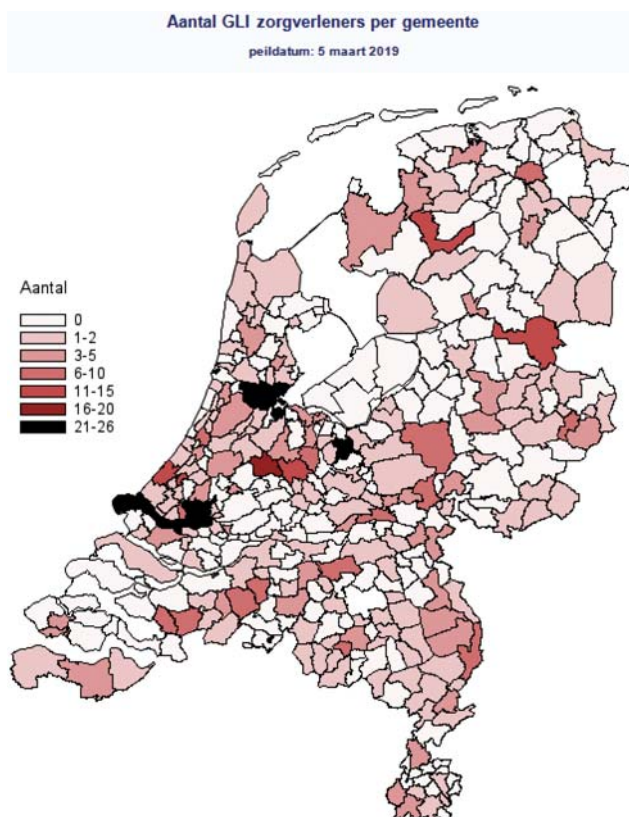 Aantal GLI zorgverleners per gemeente
peildatum: 5 maart 2019
Aantal
0
1-2
3-5
6-10
11-15
16-20
21-26